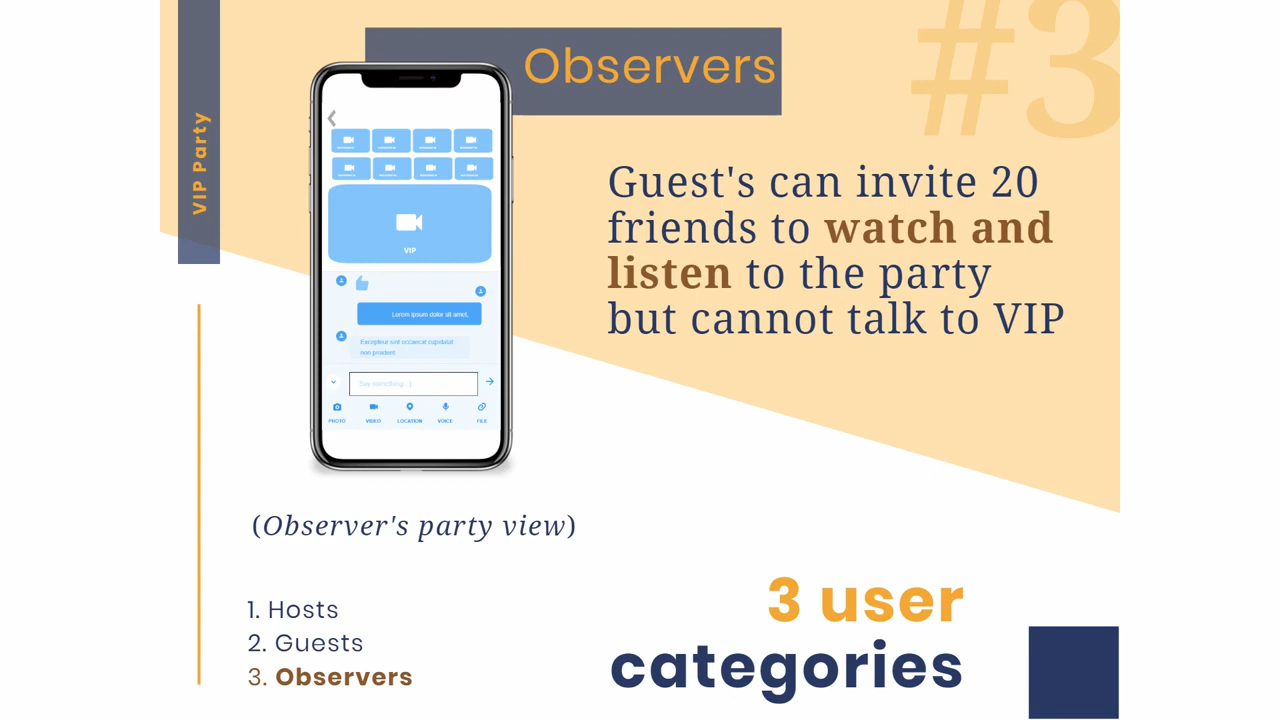 #3
Observers
VIP Party
Guest's can invite 20
friends to watch and
listen to the party
but cannot talk to VIP
VIP
Lorem ipsum dolor sit amet,
Excepteur sint occaecat cupidatat
non proident
Say something...|
PHOTO VIDEO LOCATION VOICE FILE
(Observer's party view)
1. Hosts
2. Guests
3. Observers
3 user
categories